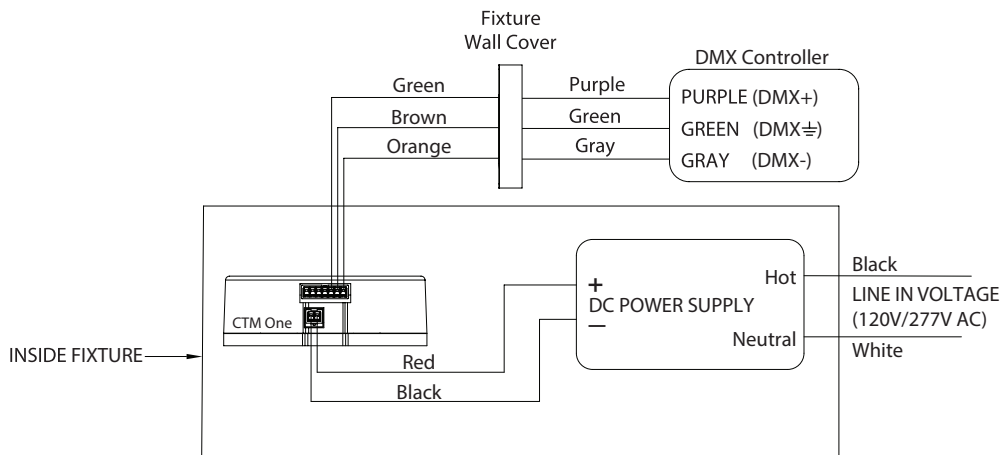 Fixture
Wall Cover
DMX Controller
Green
Purple
PURPLE (DMX+)
Brown
Green
GREEN (DMX⏚)
Orange
Gray
GRAY (DMX-)
Hot
Black
+
DC POWER SUPPLY
LINE IN VOLTAGE
(120V/277V AC)
CTM One
—
Neutral
White
INSIDE FIXTURE
Red
Black